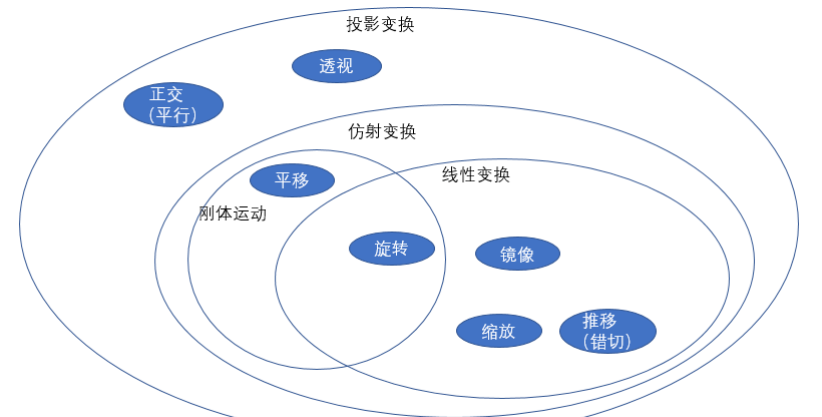 投影变换
透视
正交
（平行）
仿射变换
平移
线性变换
刚体运动
旋转
镜像
缩放
推移
（错切）